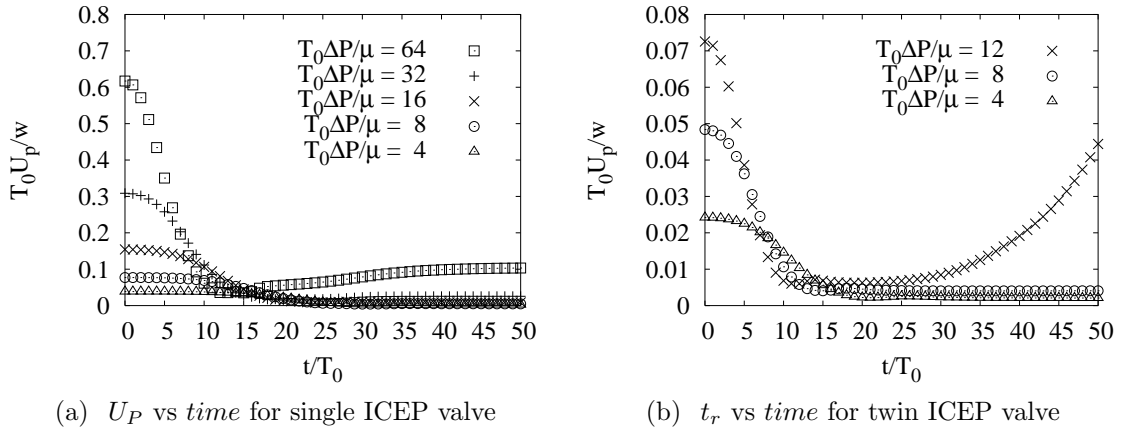 0.8
0.7
0.6
0.5
0.4
0.3
0.2
0.1
0
T₀U_p/w
T₀ΔP/μ = 64
T₀ΔP/μ = 32
T₀ΔP/μ = 16
T₀ΔP/μ = 8
T₀ΔP/μ = 4
0 5 10 15 20 25 30 35 40 45 50
t/T₀
(a) U_P vs time for single ICEP valve
0.08
0.07
0.06
0.05
0.04
0.03
0.02
0.01
0
T₀U_p/w
T₀ΔP/μ = 12
T₀ΔP/μ = 8
T₀ΔP/μ = 4
0 5 10 15 20 25 30 35 40 45 50
t/T₀
(b) t_r vs time for twin ICEP valve